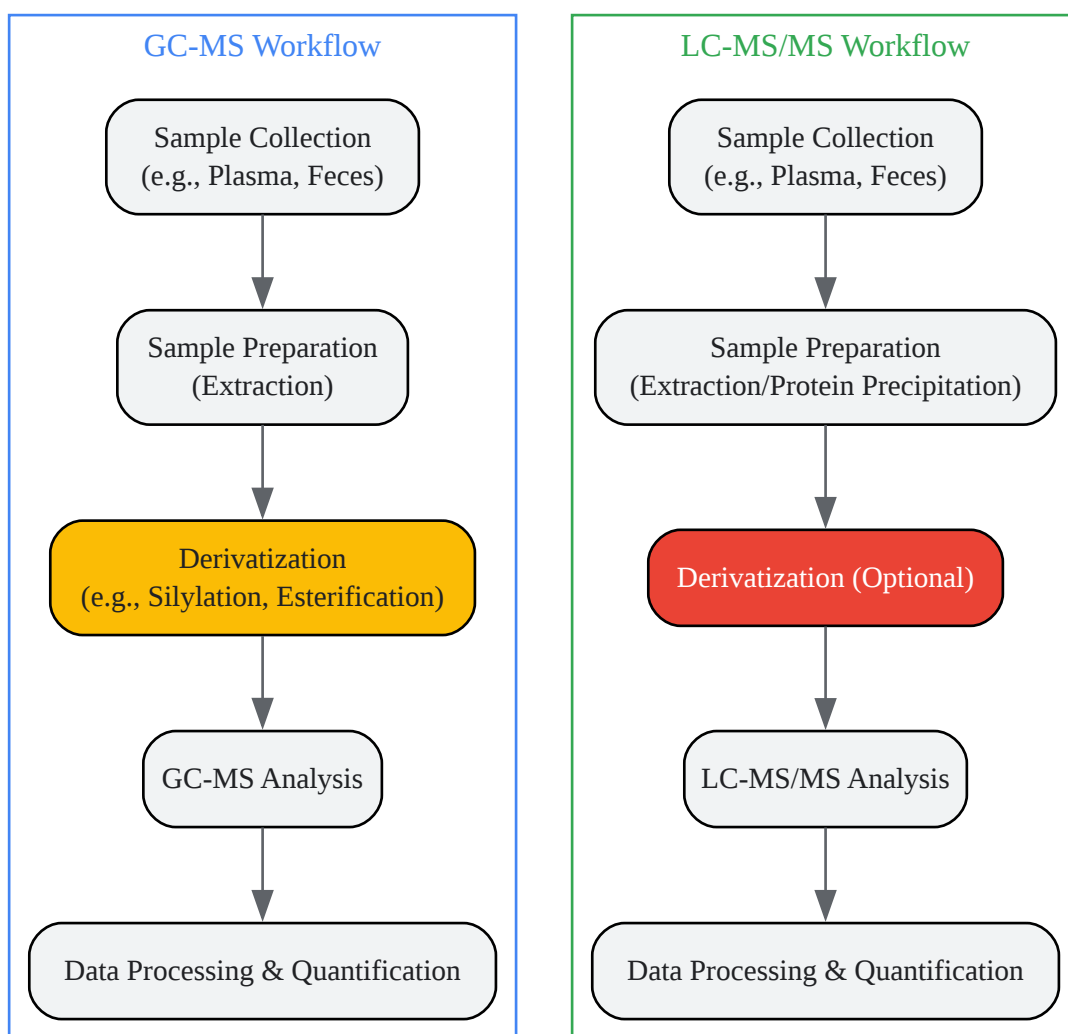 GC-MS Workflow
Sample Collection
(e.g., Plasma, Feces)
Sample Preparation
(Extraction)
Derivatization
(e.g., Silylation, Esterification)
GC-MS Analysis
Data Processing & Quantification
LC-MS/MS Workflow
Sample Collection
(e.g., Plasma, Feces)
Sample Preparation
(Extraction/Protein Precipitation)
Derivatization (Optional)
LC-MS/MS Analysis
Data Processing & Quantification